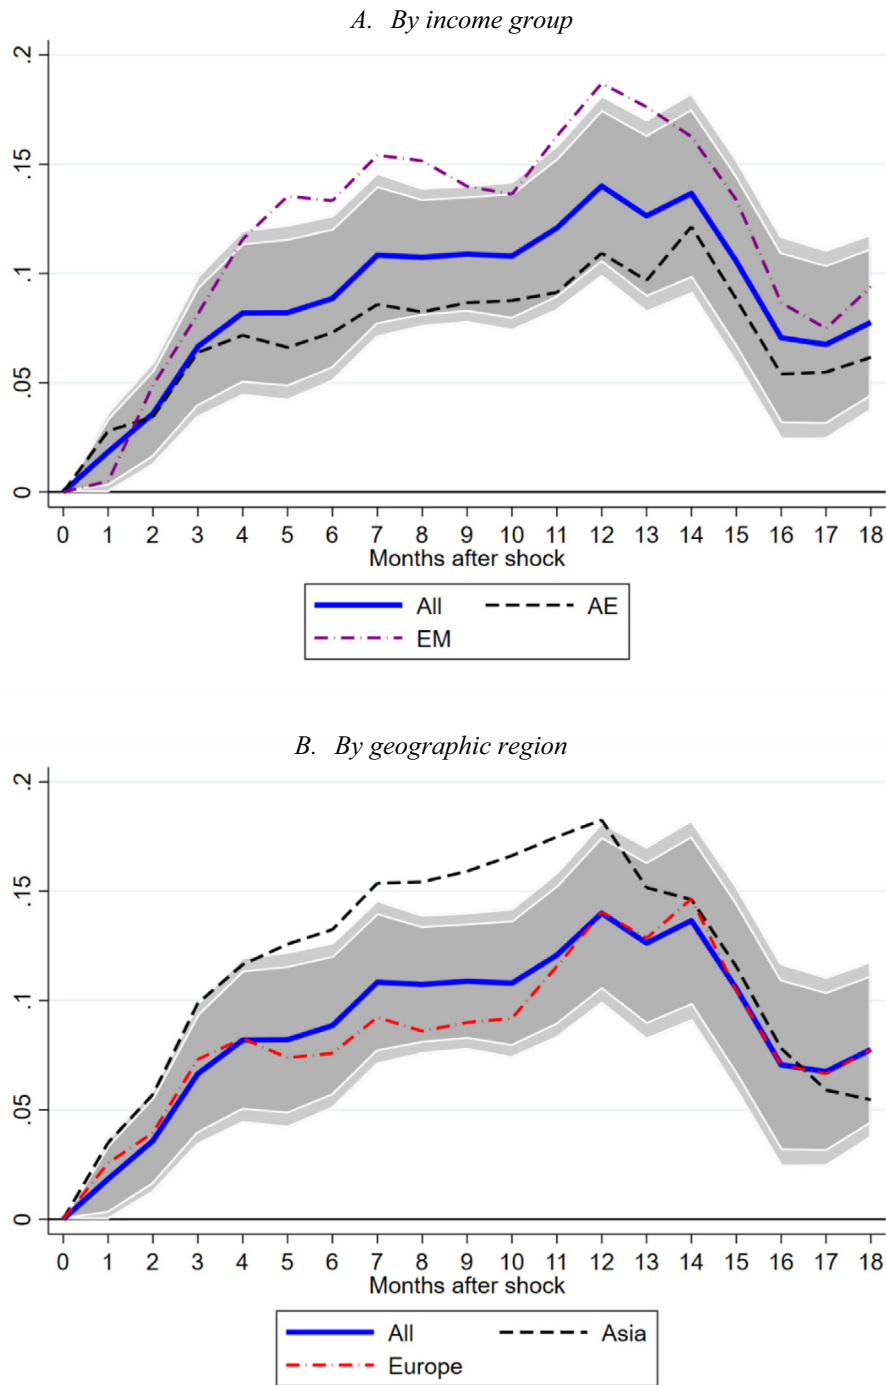 A. By income group
.2
.15
.1
.05
0
0 1 2 3 4 5 6 7 8 9 10 11 12 13 14 15 16 17 18
Months after shock
All AE
EM
B. By geographic region
.2
.15
.1
.05
0
0 1 2 3 4 5 6 7 8 9 10 11 12 13 14 15 16 17 18
Months after shock
All Asia
Europe